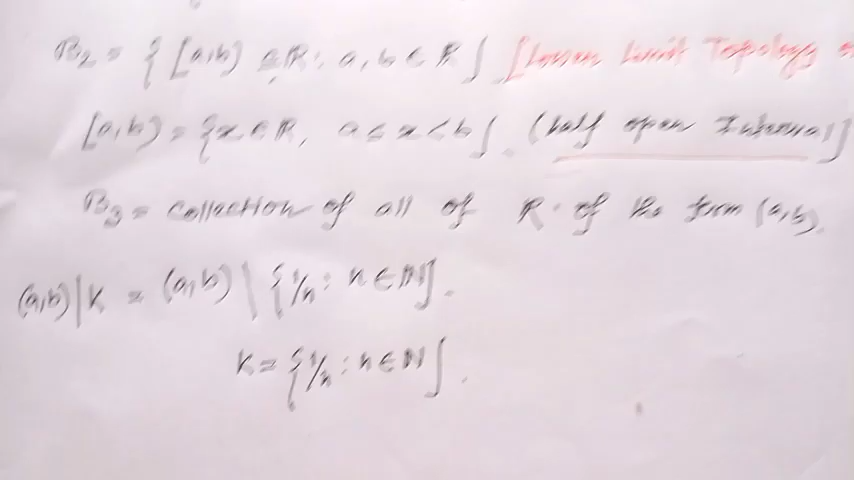 B₂ = { [a,b) ⊆ R : a, b ∈ R } [Lower Limit Topology
[a,b) = {x ∈ R, a ≤ x < b}. (half open Interval]
B₃ = collection of all of R of the form (a,b).
(a,b)|K = (a,b) \ {1/n : n ∈ N}.
K = {1/n : n ∈ N}.